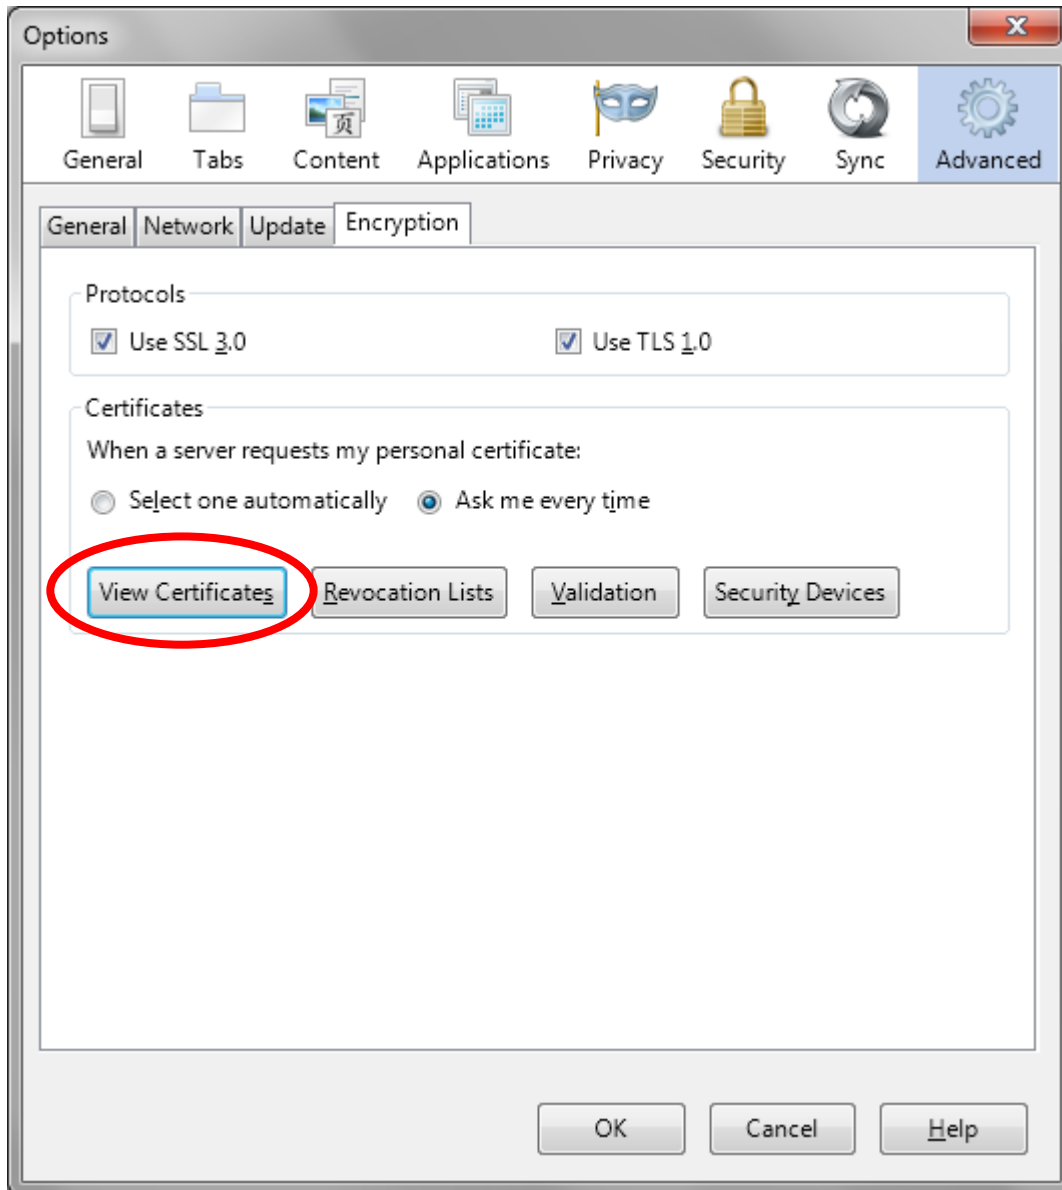 Options
General Tabs Content Applications Privacy Security Sync Advanced
页
General Network Update Encryption
Protocols
Use SSL 3.0 Use TLS 1.0
Certificates
When a server requests my personal certificate:
Select one automatically Ask me every time
View Certificates Revocation Lists Validation Security Devices
OK Cancel Help